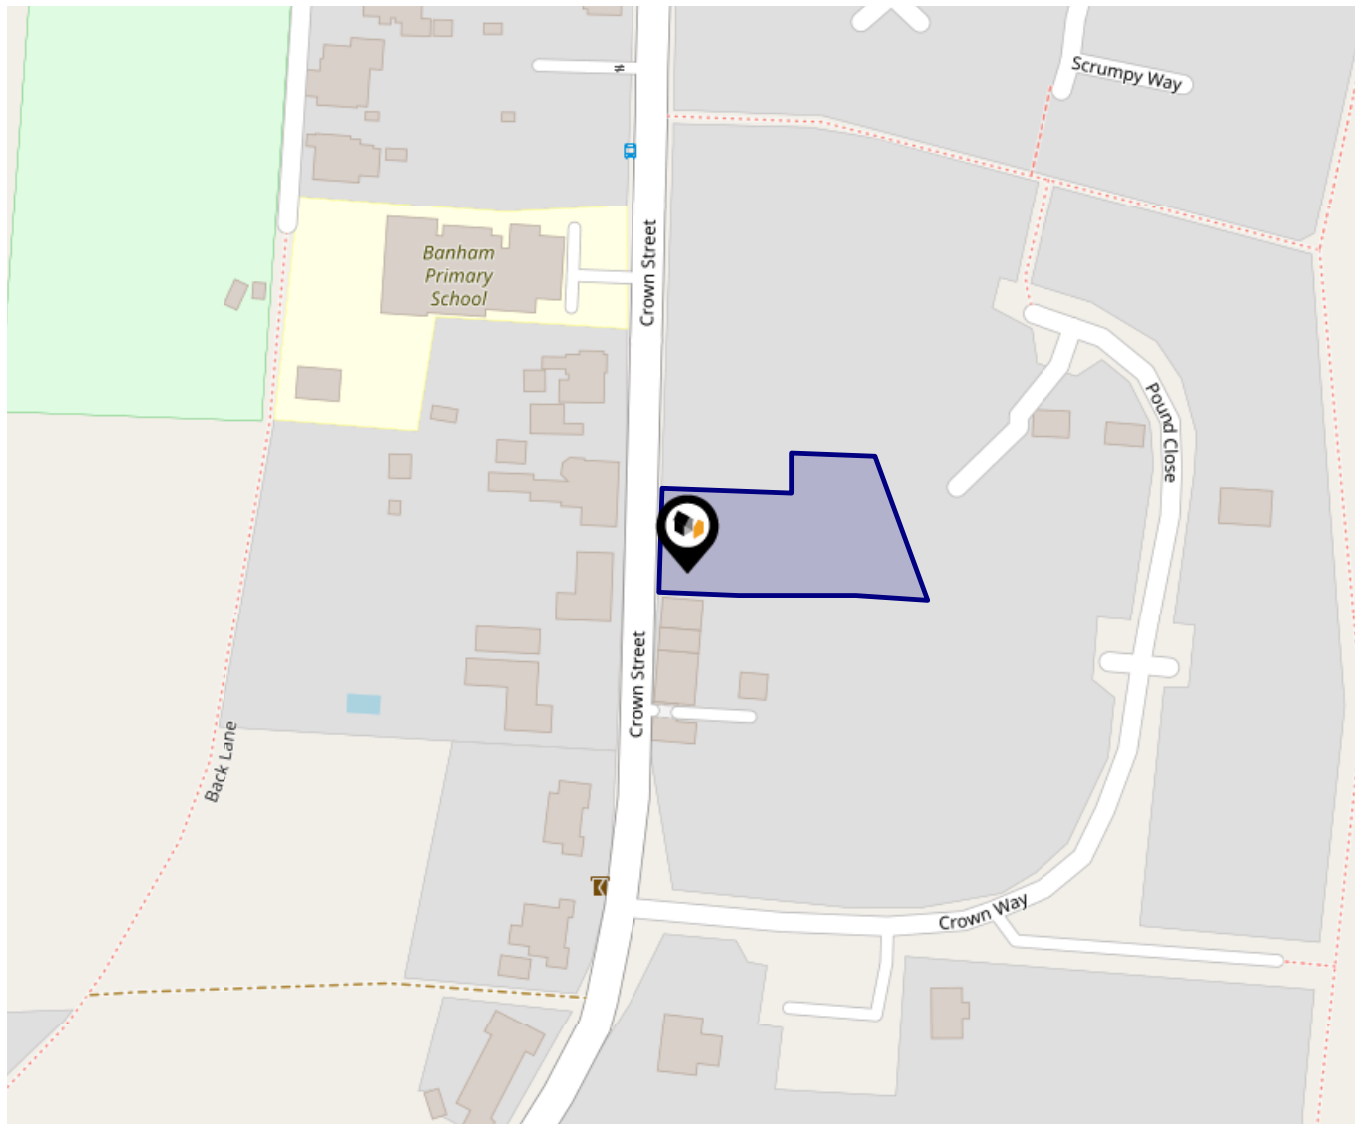 Scrumpy Way
Banham
Primary
School
Crown Street
Pound Close
Crown Street
Back Lane
Crown Way